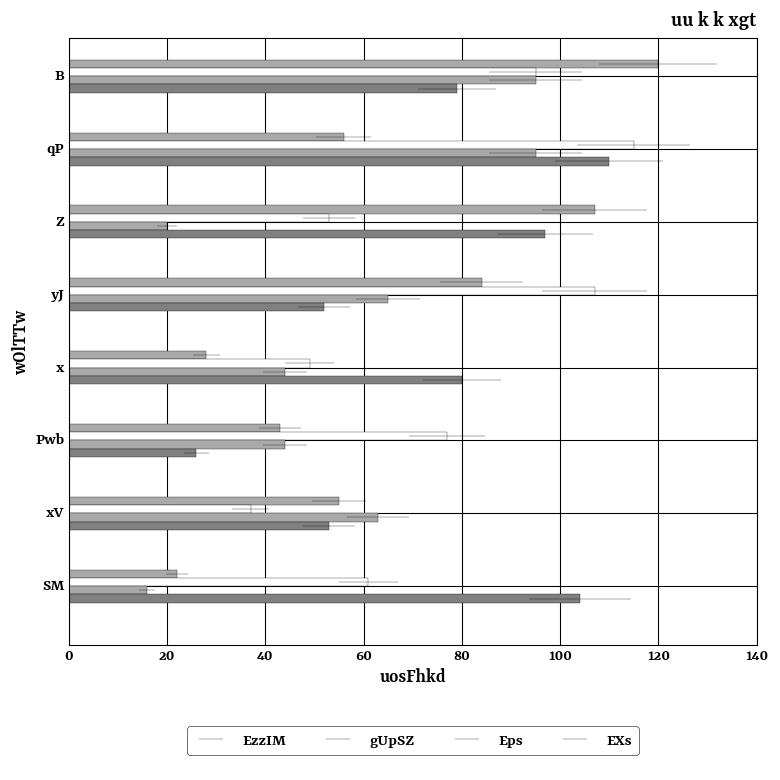 uu k k xgt
B
qP
Z
yJ
x
Pwb
xV
SM
wOlTTw
0 20 40 60 80 100 120 140
uosFhkd
EzzIM gUpSZ Eps EXs